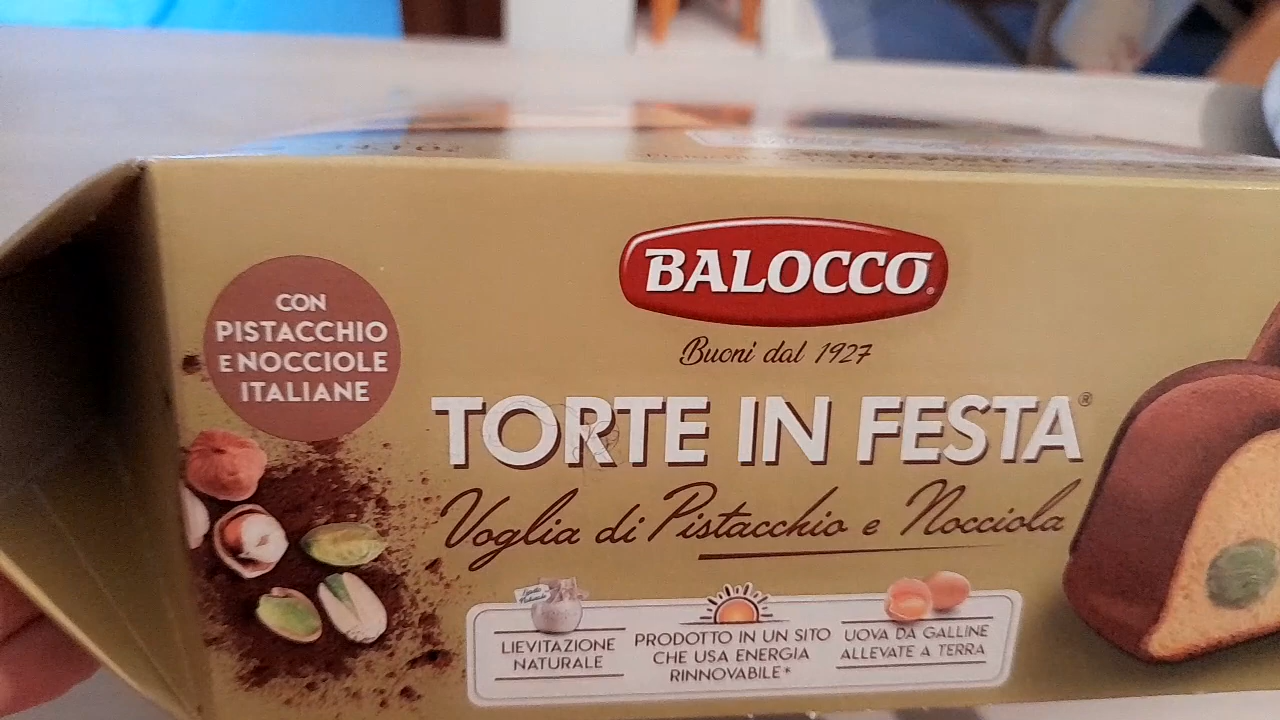 BALOCCO®
Buoni dal 1927
CON
PISTACCHIO
E NOCCIOLE
ITALIANE
TORTE IN FESTA®
Voglia di Pistacchio e Nocciola
LIEVITAZIONE
NATURALE
PRODOTTO IN UN SITO
CHE USA ENERGIA
RINNOVABILE*
UOVA DA GALLINE
ALLEVATE A TERRA